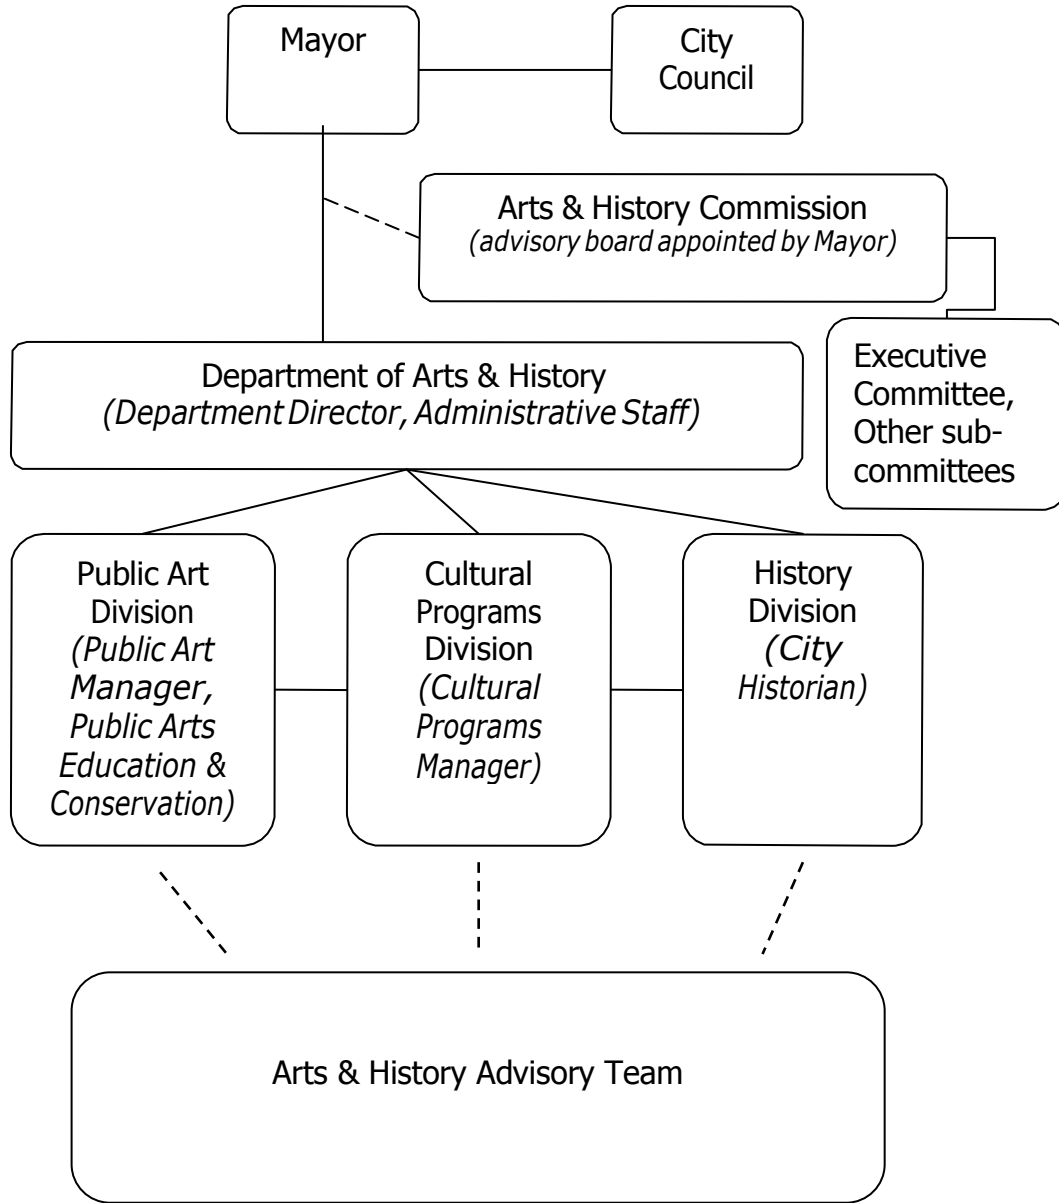 Mayor
City
Council
Arts & History Commission
(advisory board appointed by Mayor)
Executive
Committee,
Other sub-
committees
Department of Arts & History
(Department Director, Administrative Staff)
Public Art
Division
(Public Art
Manager,
Public Arts
Education &
Conservation)
Cultural
Programs
Division
(Cultural
Programs
Manager)
History
Division
(City
Historian)
Arts & History Advisory Team